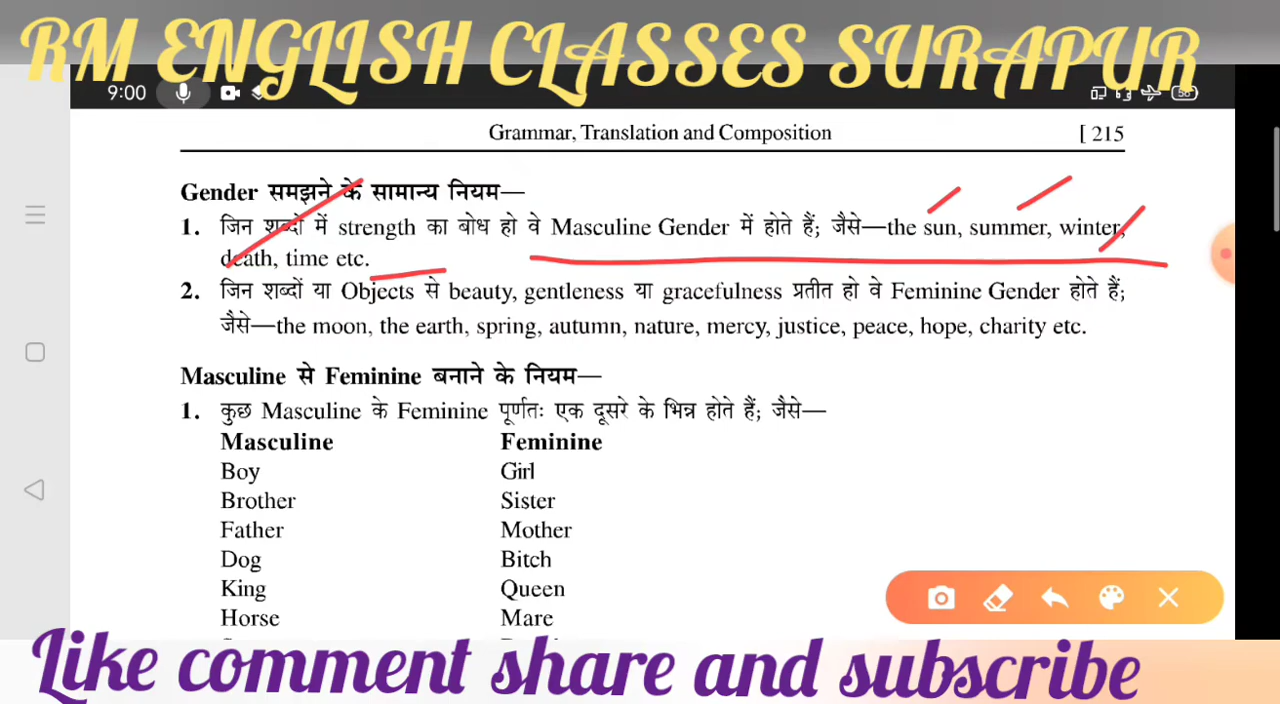 RM ENGLISH CLASSES SURAPUR
9:00
58
Grammar, Translation and Composition [ 215
Gender समझने के सामान्य नियम—
1. जिन शब्दों में strength का बोध हो वे Masculine Gender में होते हैं; जैसे—the sun, summer, winter,
death, time etc.
2. जिन शब्दों या Objects से beauty, gentleness या gracefulness प्रतीत हो वे Feminine Gender होते हैं;
जैसे—the moon, the earth, spring, autumn, nature, mercy, justice, peace, hope, charity etc.
Masculine से Feminine बनाने के नियम—
1. कुछ Masculine के Feminine पूर्णतः एक दूसरे के भिन्न होते हैं; जैसे—
Masculine Feminine
Boy Girl
Brother Sister
Father Mother
Dog Bitch
King Queen
Horse Mare
Like comment share and subscribe